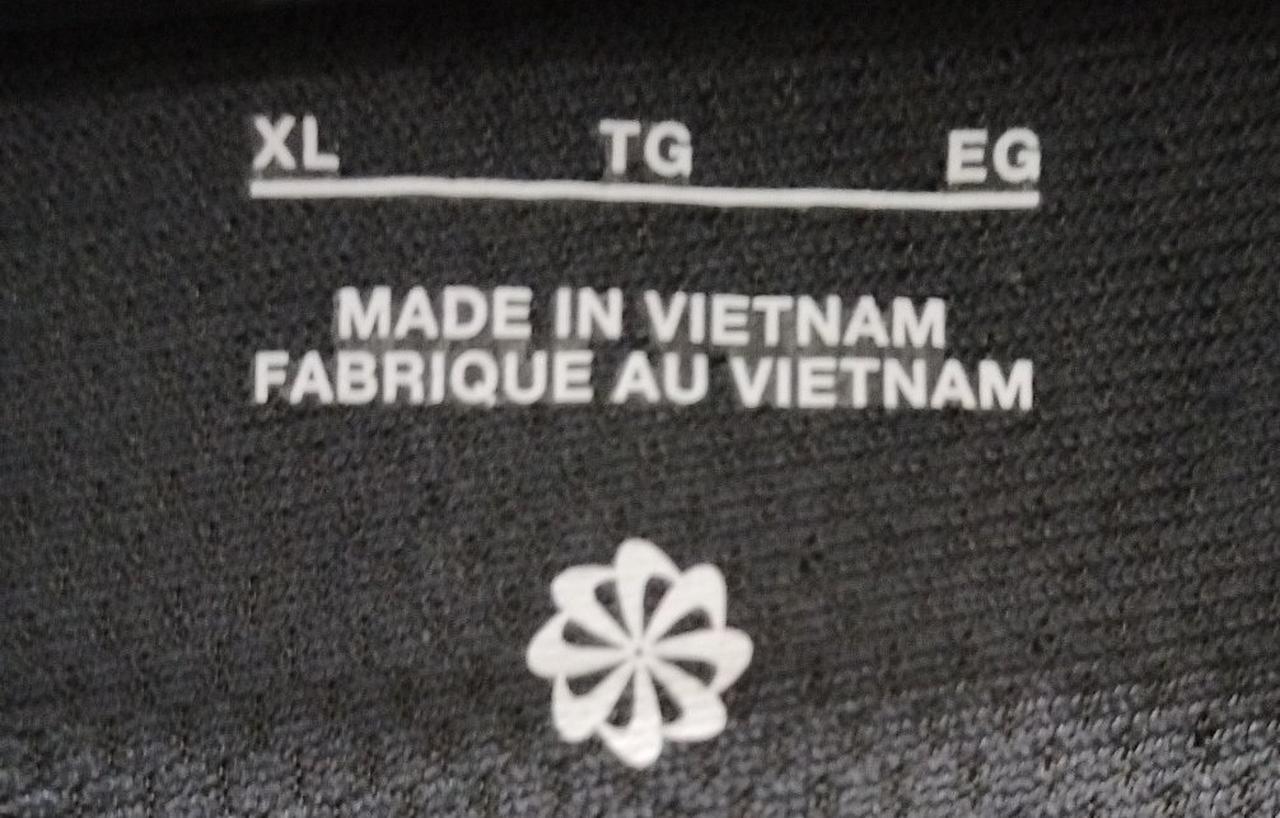 XL TG EG
MADE IN VIETNAM
FABRIQUE AU VIETNAM